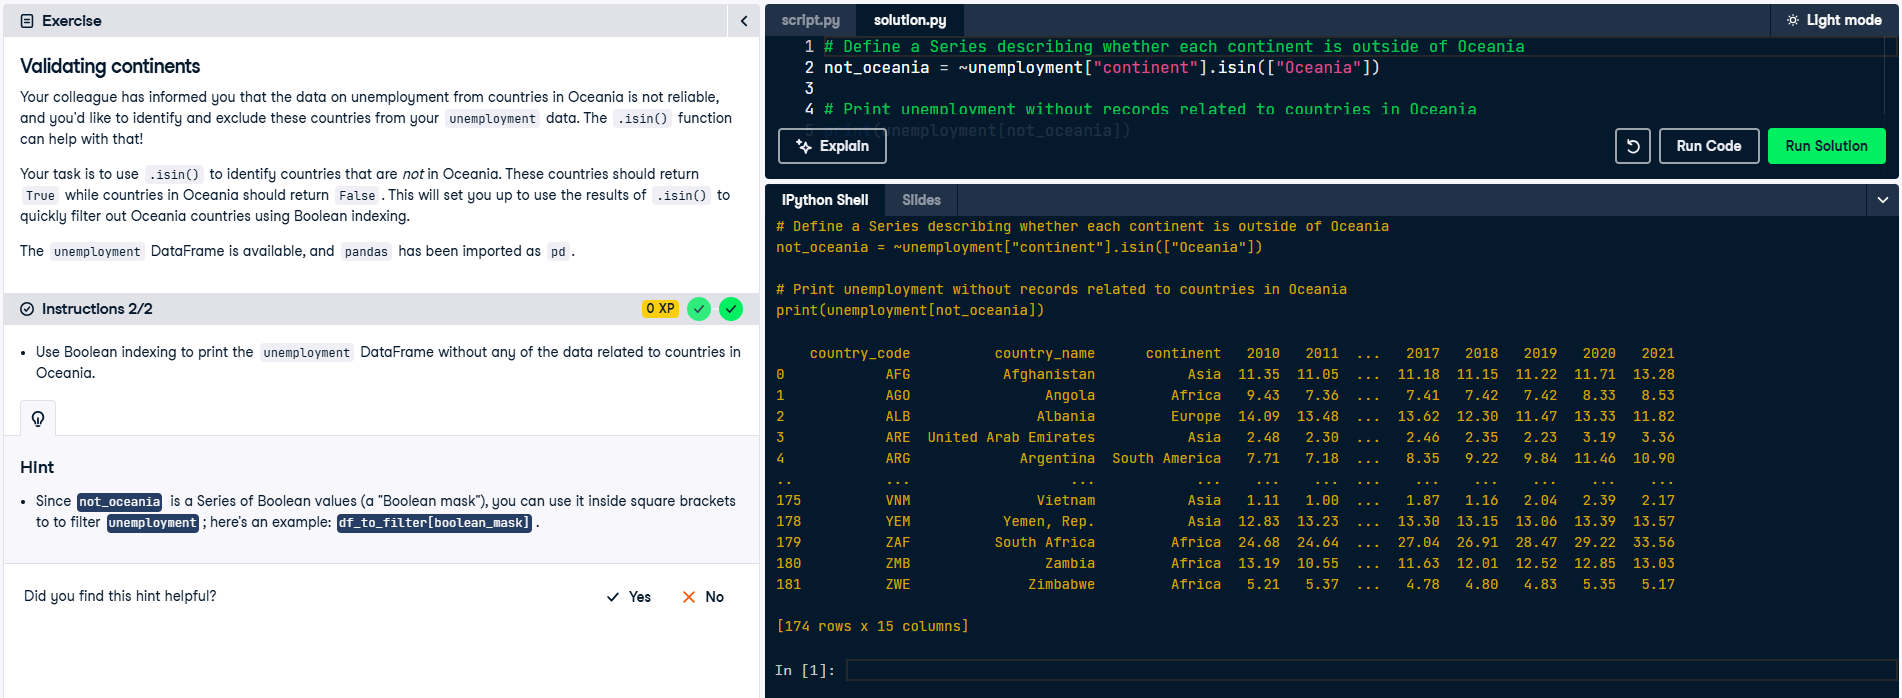 Exercise
Validating continents
Your colleague has informed you that the data on unemployment from countries in Oceania is not reliable,
and you'd like to identify and exclude these countries from your unemployment data. The .isin() function
can help with that!
Your task is to use .isin() to identify countries that are not in Oceania. These countries should return
True while countries in Oceania should return False. This will set you up to use the results of .isin() to
quickly filter out Oceania countries using Boolean indexing.
The unemployment DataFrame is available, and pandas has been imported as pd.
Instructions 2/2
0 XP
• Use Boolean indexing to print the unemployment DataFrame without any of the data related to countries in
Oceania.
Hint
• Since not_oceania is a Series of Boolean values (a "Boolean mask"), you can use it inside square brackets
to to filter unemployment; here's an example: df_to_filter[boolean_mask].
Did you find this hint helpful?
Yes
No
script.py
solution.py
Light mode
1 # Define a Series describing whether each continent is outside of Oceania
2 not_oceania = ~unemployment["continent"].isin(["Oceania"])
3
4 # Print unemployment without records related to countries in Oceania
5 print(unemployment[not_oceania])
Explain
Run Code
Run Solution
IPython Shell
Slides
# Define a Series describing whether each continent is outside of Oceania
not_oceania = ~unemployment["continent"].isin(["Oceania"])
# Print unemployment without records related to countries in Oceania
print(unemployment[not_oceania])
country_code country_name continent 2010 2011 ... 2017 2018 2019 2020 2021
0 AFG Afghanistan Asia 11.35 11.05 ... 11.18 11.15 11.22 11.71 13.28
1 AGO Angola Africa 9.43 7.36 ... 7.41 7.42 7.42 8.33 8.53
2 ALB Albania Europe 14.09 13.48 ... 13.62 12.30 11.47 13.33 11.82
3 ARE United Arab Emirates Asia 2.48 2.30 ... 2.46 2.35 2.23 3.19 3.36
4 ARG Argentina South America 7.71 7.18 ... 8.35 9.22 9.84 11.46 10.90
.. ... ... ... ... ... ... ... ... ... ... ...
175 VNM Vietnam Asia 1.11 1.00 ... 1.87 1.16 2.04 2.39 2.17
178 YEM Yemen, Rep. Asia 12.83 13.23 ... 13.30 13.15 13.06 13.39 13.57
179 ZAF South Africa Africa 24.68 24.64 ... 27.04 26.91 28.47 29.22 33.56
180 ZMB Zambia Africa 13.19 10.55 ... 11.63 12.01 12.52 12.85 13.03
181 ZWE Zimbabwe Africa 5.21 5.37 ... 4.78 4.80 4.83 5.35 5.17
[174 rows x 15 columns]
In [1]: